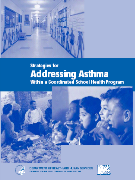 Strategies for
Addressing Asthma
Within a Coordinated School Health Program